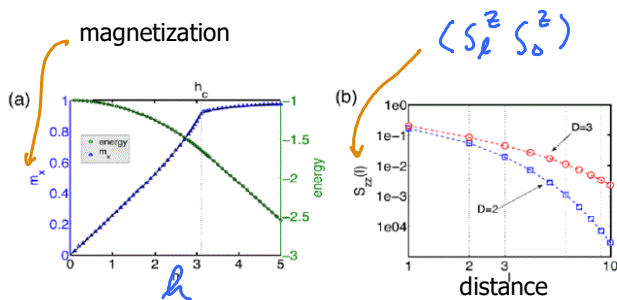 magnetization
⟨S_ℓ^z S_0^z⟩
(a)
h_c
1
0.8
0.6
0.4
0.2
0
m_x
energy
m_x
−1
−1.5
−2
−2.5
−3
energy
0 1 2 3 4 5
h
(b)
1e0
1e-1
1e-2
1e-3
1e04
S_zz(l)
D=3
D=2
1 2 3 10
distance